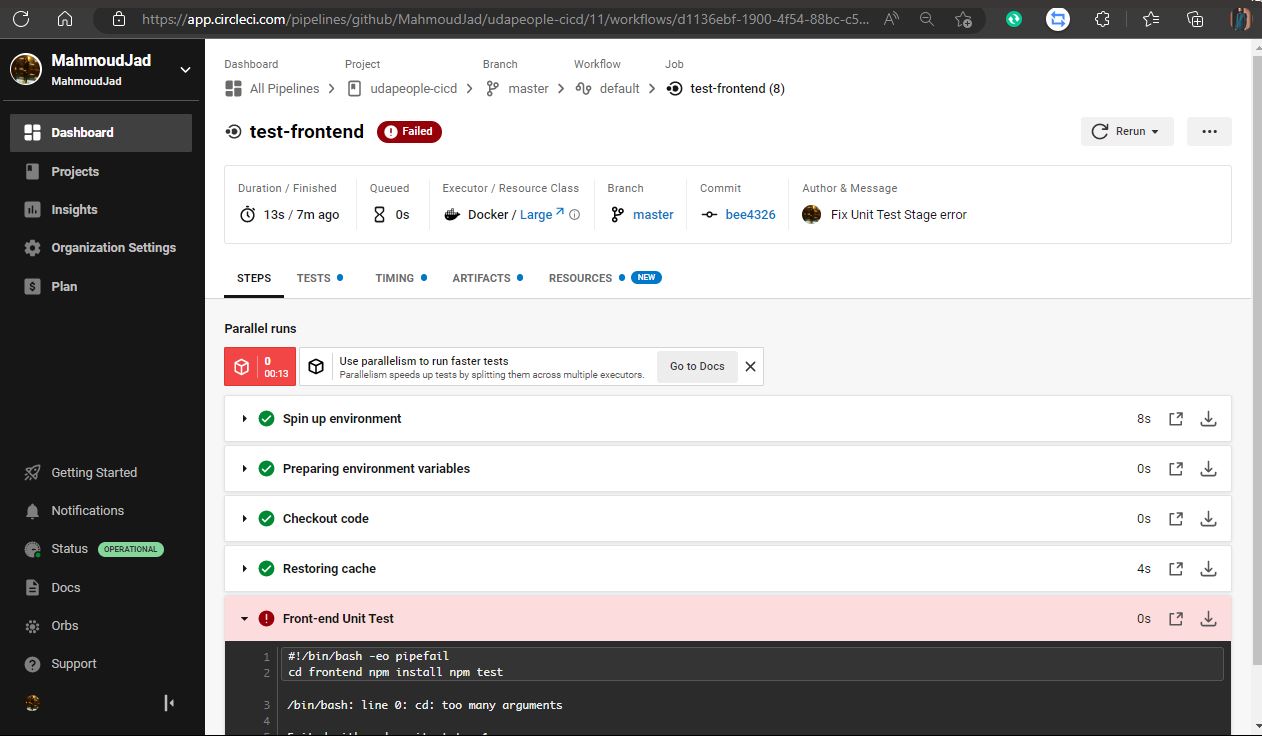 https://app.circleci.com/pipelines/github/MahmoudJad/udapeople-cicd/11/workflows/d1136ebf-1900-4f54-88bc-c5...
MahmoudJad
MahmoudJad
Dashboard
Projects
Insights
Organization Settings
Plan
Getting Started
Notifications
Status OPERATIONAL
Docs
Orbs
Support
Dashboard Project Branch Workflow Job
All Pipelines udapeople-cicd master default test-frontend (8)
test-frontend Failed
Rerun
Duration / Finished Queued Executor / Resource Class Branch Commit Author & Message
13s / 7m ago 0s Docker / Large master bee4326 Fix Unit Test Stage error
STEPS TESTS TIMING ARTIFACTS RESOURCES NEW
Parallel runs
0
00:13
Use parallelism to run faster tests
Parallelism speeds up tests by splitting them across multiple executors.
Go to Docs
Spin up environment 8s
Preparing environment variables 0s
Checkout code 0s
Restoring cache 4s
Front-end Unit Test 0s
1 #!/bin/bash -eo pipefail
2 cd frontend npm install npm test
3 /bin/bash: line 0: cd: too many arguments
4